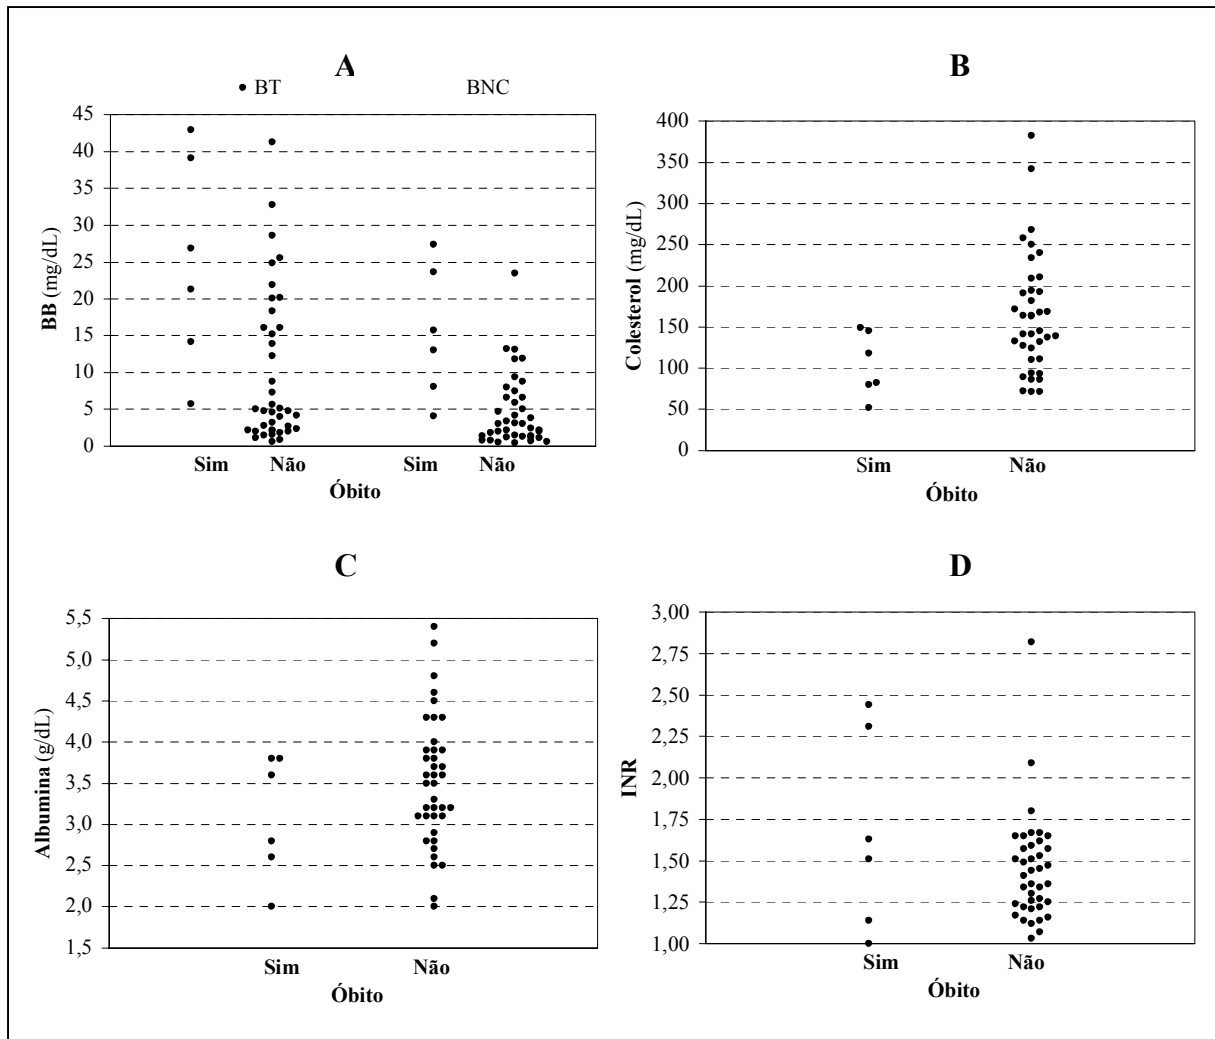 A
BT BNC
BB (mg/dL)
45
40
35
30
25
20
15
10
5
0
Sim Não Sim Não
Óbito
B
Colesterol (mg/dL)
400
350
300
250
200
150
100
50
0
Sim Não
Óbito
C
Albumina (g/dL)
5,5
5,0
4,5
4,0
3,5
3,0
2,5
2,0
1,5
Sim Não
Óbito
D
INR
3,00
2,75
2,50
2,25
2,00
1,75
1,50
1,25
1,00
Sim Não
Óbito